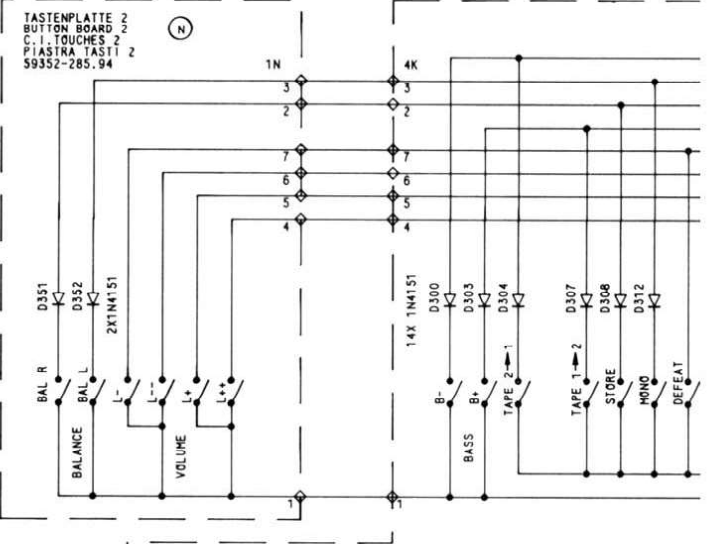 TASTENPLATTE 2
BUTTON BOARD 2
C.I.TOUCHES 2
PIASTRA TASTI 2
59352-285.94
N
1N
4K
3
3
2
2
7
7
6
6
5
5
4
4
D351
D352
2X1N4151
14X 1N4151
D300
D303
D304
D307
D308
D312
BAL R
BAL L
L-
L--
L+
L++
B-
B+
TAPE 2→1
TAPE 1→2
STORE
MONO
DEFEAT
BALANCE
VOLUME
BASS
1
1